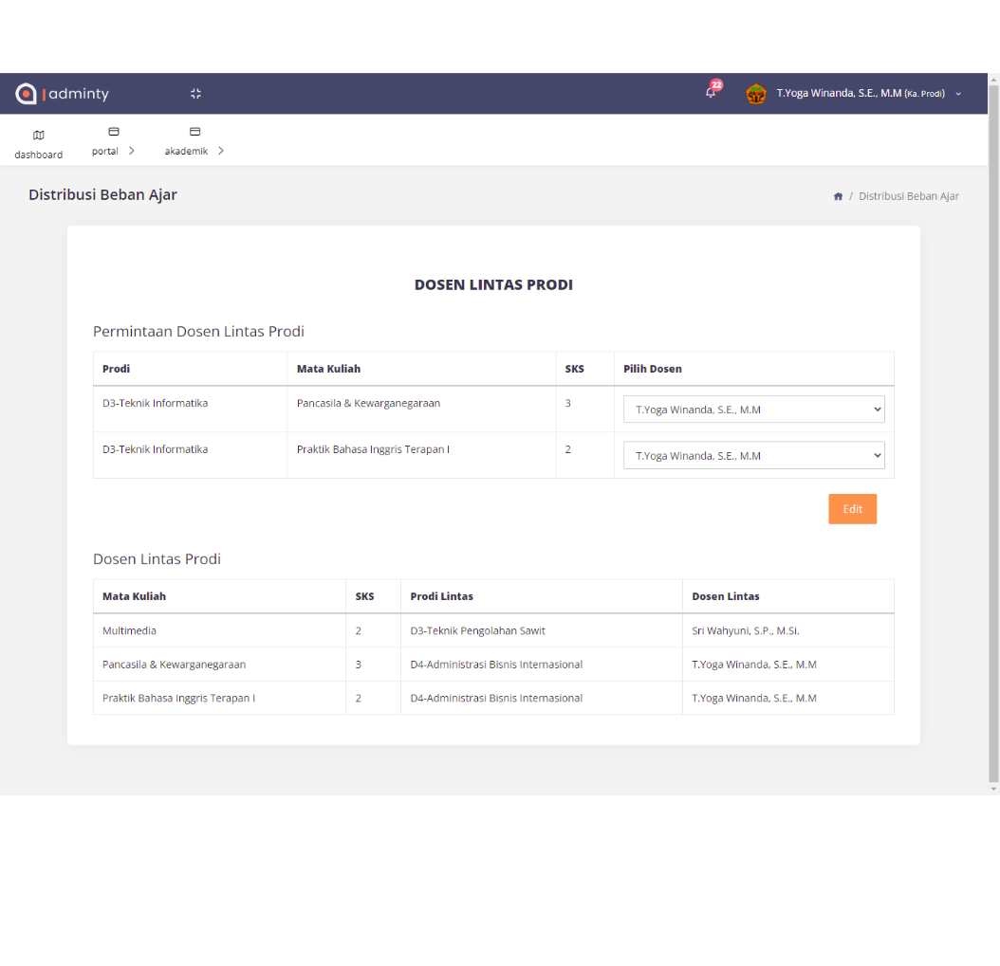 adminty
22
T.Yoga Winanda, S.E., M.M (Ka. Prodi)
dashboard
portal
akademik
Distribusi Beban Ajar
/ Distribusi Beban Ajar
DOSEN LINTAS PRODI
Permintaan Dosen Lintas Prodi
Prodi Mata Kuliah SKS Pilih Dosen
D3-Teknik Informatika Pancasila & Kewarganegaraan 3 T.Yoga Winanda, S.E., M.M
D3-Teknik Informatika Praktik Bahasa Inggris Terapan I 2 T.Yoga Winanda, S.E., M.M
Edit
Dosen Lintas Prodi
Mata Kuliah SKS Prodi Lintas Dosen Lintas
Multimedia 2 D3-Teknik Pengolahan Sawit Sri Wahyuni, S.P., M.Si.
Pancasila & Kewarganegaraan 3 D4-Administrasi Bisnis Internasional T.Yoga Winanda, S.E., M.M
Praktik Bahasa Inggris Terapan I 2 D4-Administrasi Bisnis Internasional T.Yoga Winanda, S.E., M.M